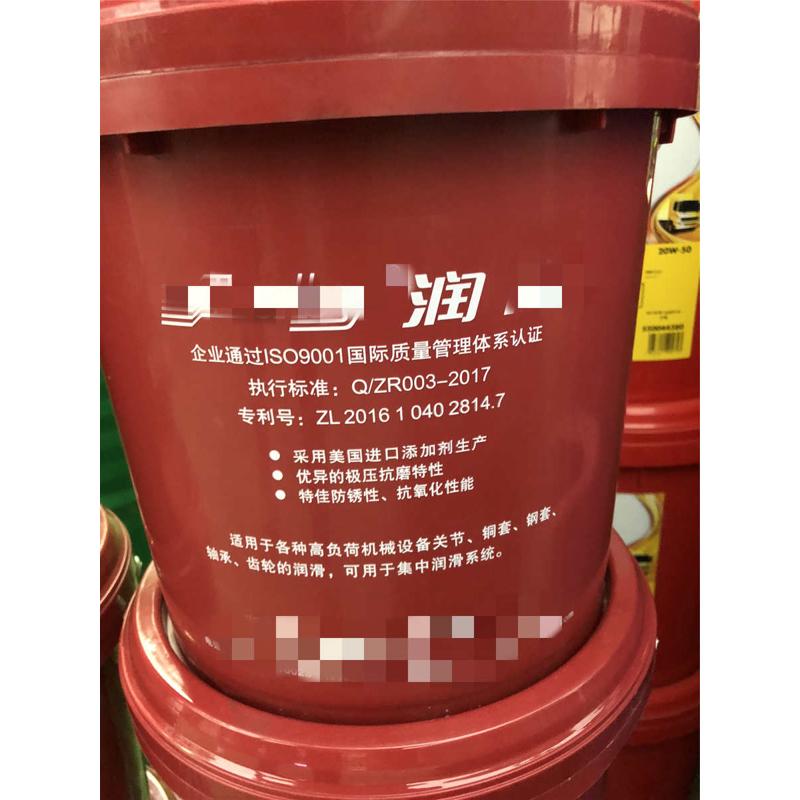 润
企业通过ISO9001国际质量管理体系认证
执行标准：Q/ZR003-2017
专利号：ZL 2016 1 040 2814.7
● 采用美国进口添加剂生产
● 优异的极压抗磨特性
● 特佳防锈性、抗氧化性能
适用于各种高负荷机械设备关节、铜套、钢套、
轴承、齿轮的润滑，可用于集中润滑系统。
20W-50